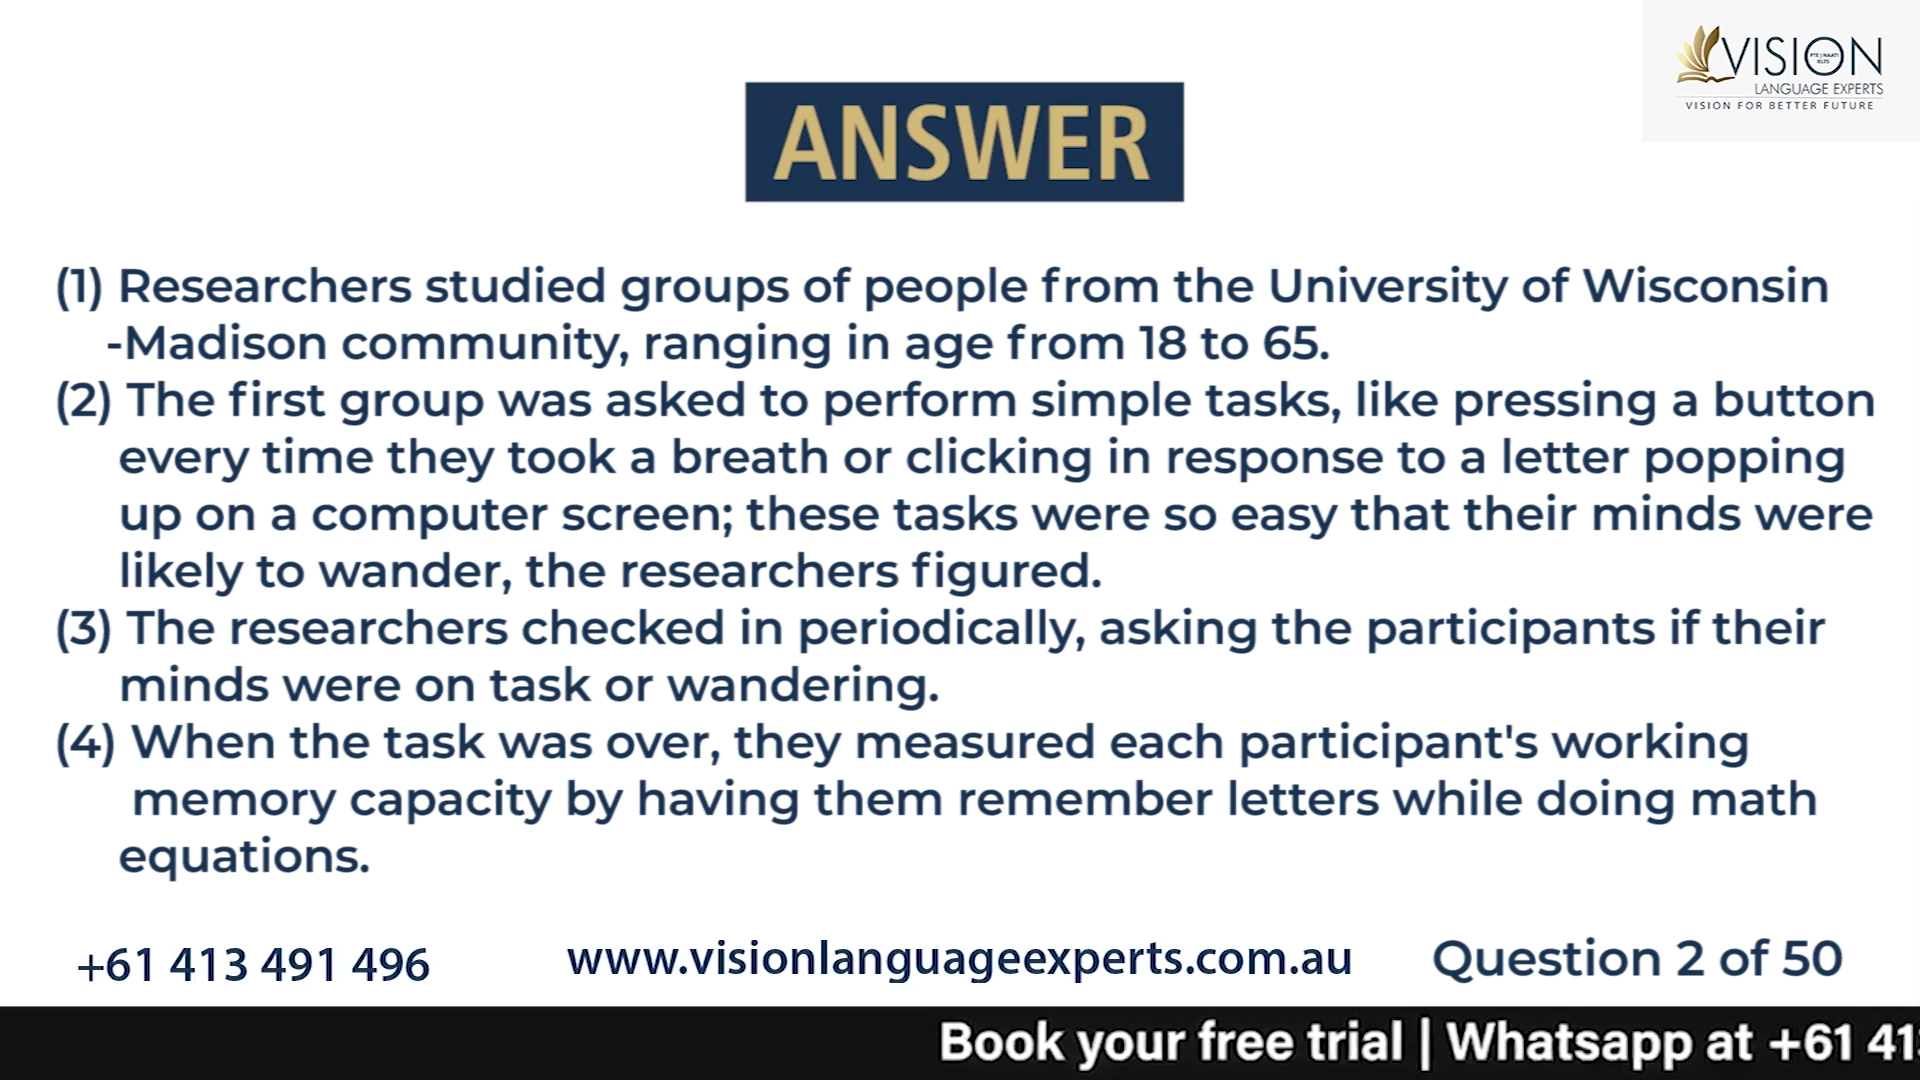 VISION
PTE | NAATI
IELTS
LANGUAGE EXPERTS
VISION FOR BETTER FUTURE
ANSWER
(1) Researchers studied groups of people from the University of Wisconsin
-Madison community, ranging in age from 18 to 65.
(2) The first group was asked to perform simple tasks, like pressing a button
every time they took a breath or clicking in response to a letter popping
up on a computer screen; these tasks were so easy that their minds were
likely to wander, the researchers figured.
(3) The researchers checked in periodically, asking the participants if their
minds were on task or wandering.
(4) When the task was over, they measured each participant's working
memory capacity by having them remember letters while doing math
equations.
+61 413 491 496
www.visionlanguageexperts.com.au
Question 2 of 50
Book your free trial | Whatsapp at +61 41